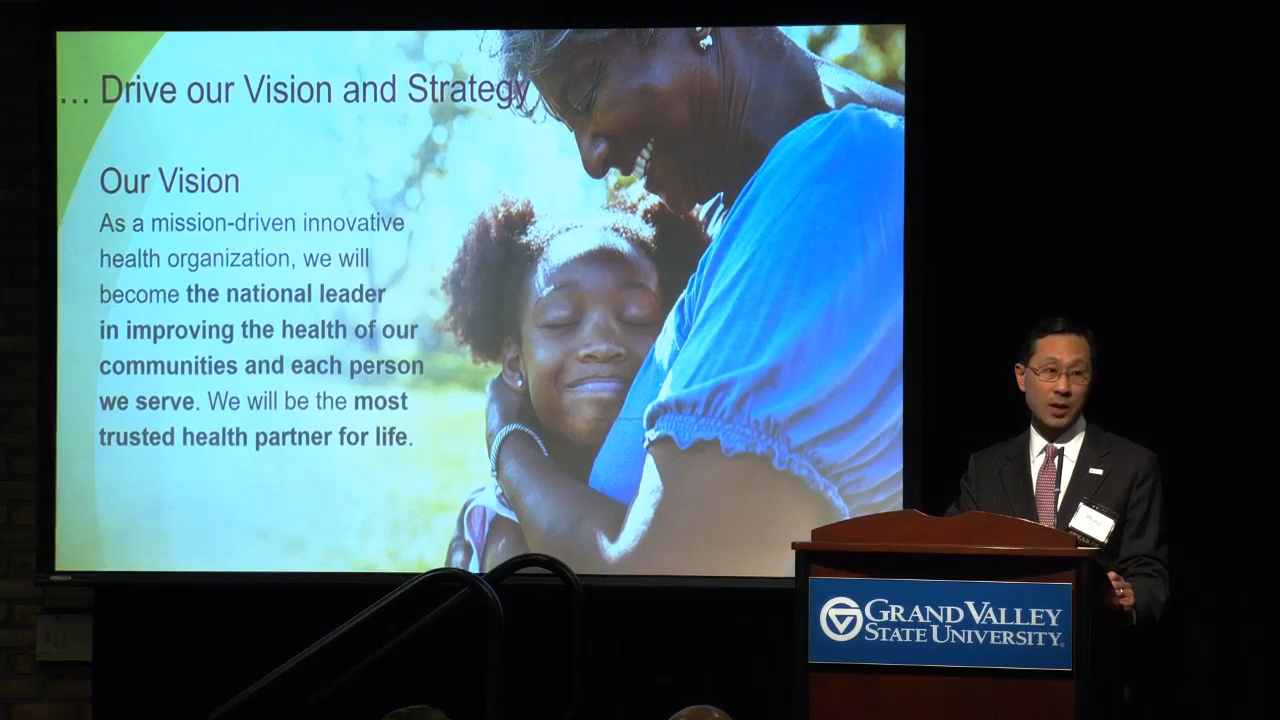 ... Drive our Vision and Strategy
Our Vision
As a mission-driven innovative
health organization, we will
become the national leader
in improving the health of our
communities and each person
we serve. We will be the most
trusted health partner for life.
GRAND VALLEY
STATE UNIVERSITY